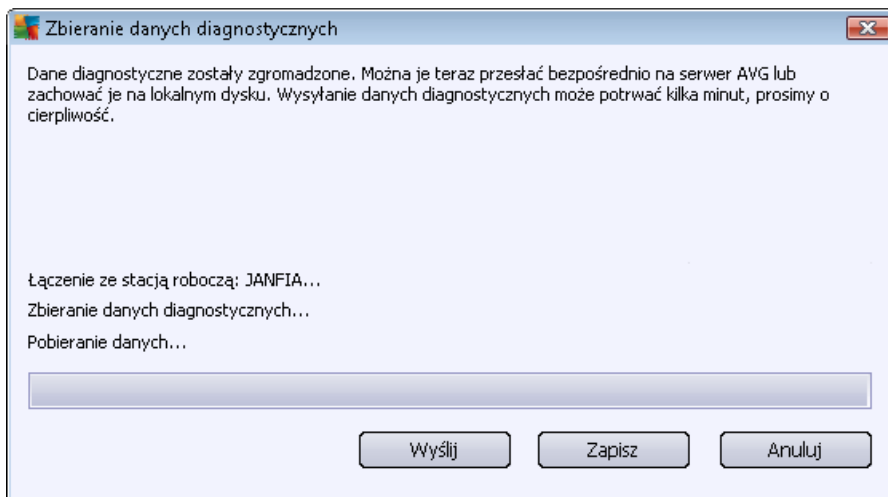 Zbieranie danych diagnostycznych
Dane diagnostyczne zostały zgromadzone. Można je teraz przesłać bezpośrednio na serwer AVG lub
zachować je na lokalnym dysku. Wysyłanie danych diagnostycznych może potrwać kilka minut, prosimy o
cierpliwość.
Łączenie ze stacją roboczą: JANFIA...
Zbieranie danych diagnostycznych...
Pobieranie danych...
Wyślij
Zapisz
Anuluj